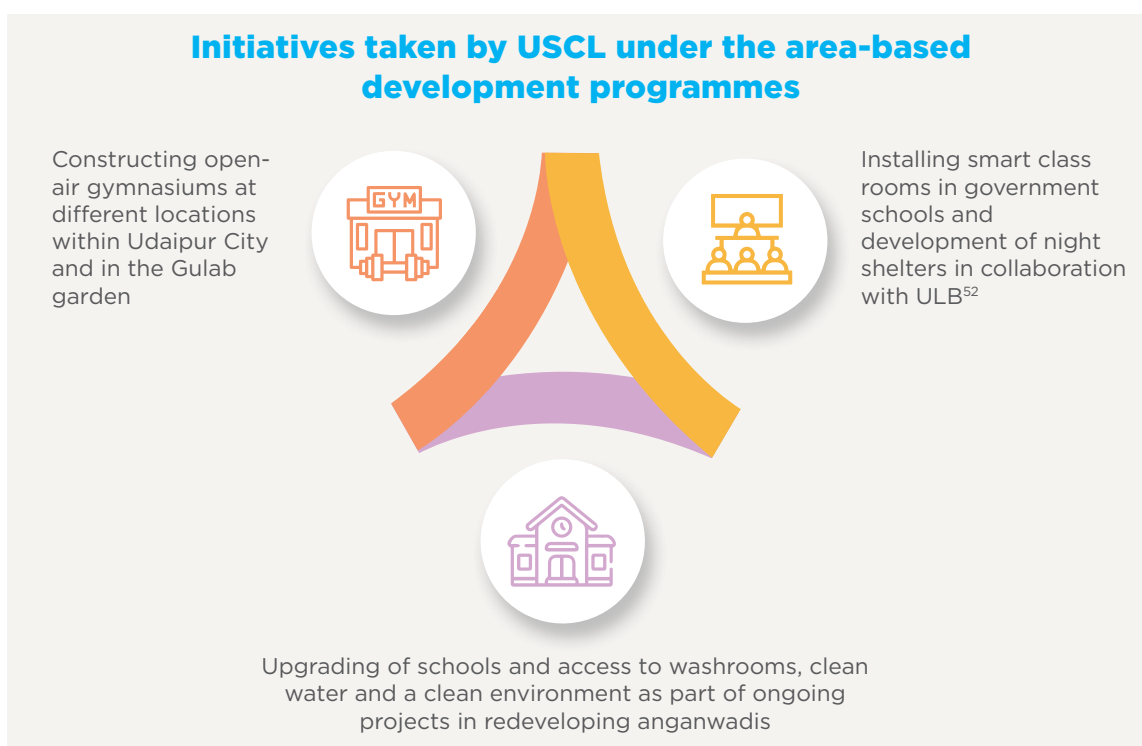 Initiatives taken by USCL under the area-based
development programmes
Constructing open-
air gymnasiums at
different locations
within Udaipur City
and in the Gulab
garden
GYM
Installing smart class
rooms in government
schools and
development of night
shelters in collaboration
with ULB52
Upgrading of schools and access to washrooms, clean
water and a clean environment as part of ongoing
projects in redeveloping anganwadis